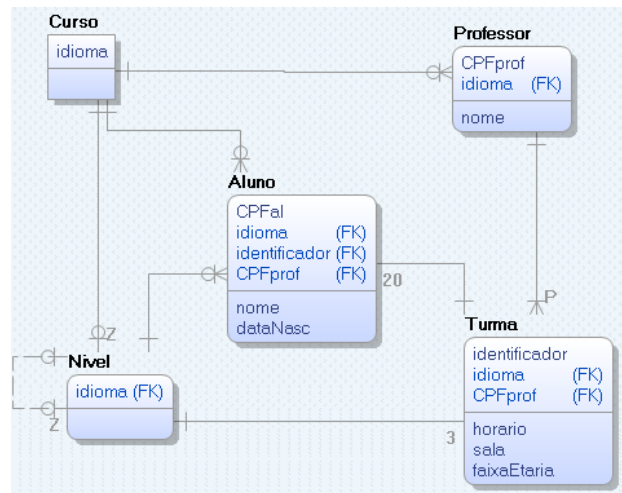 Curso
idioma
Professor
CPFprof
idioma (FK)
nome
Aluno
CPFal
idioma (FK)
identificador (FK)
CPFprof (FK)
nome
dataNasc
20
P
Turma
identificador
idioma (FK)
CPFprof (FK)
horario
sala
faixaEtaria
3
Z
Nivel
idioma (FK)
Z